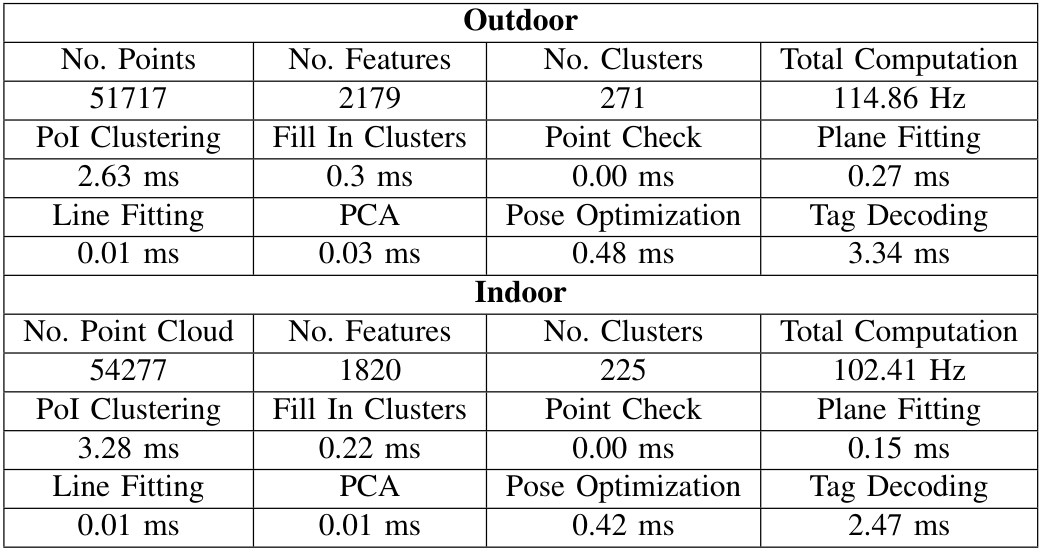 Outdoor
No. Points No. Features No. Clusters Total Computation
51717 2179 271 114.86 Hz
PoI Clustering Fill In Clusters Point Check Plane Fitting
2.63 ms 0.3 ms 0.00 ms 0.27 ms
Line Fitting PCA Pose Optimization Tag Decoding
0.01 ms 0.03 ms 0.48 ms 3.34 ms
Indoor
No. Point Cloud No. Features No. Clusters Total Computation
54277 1820 225 102.41 Hz
PoI Clustering Fill In Clusters Point Check Plane Fitting
3.28 ms 0.22 ms 0.00 ms 0.15 ms
Line Fitting PCA Pose Optimization Tag Decoding
0.01 ms 0.01 ms 0.42 ms 2.47 ms